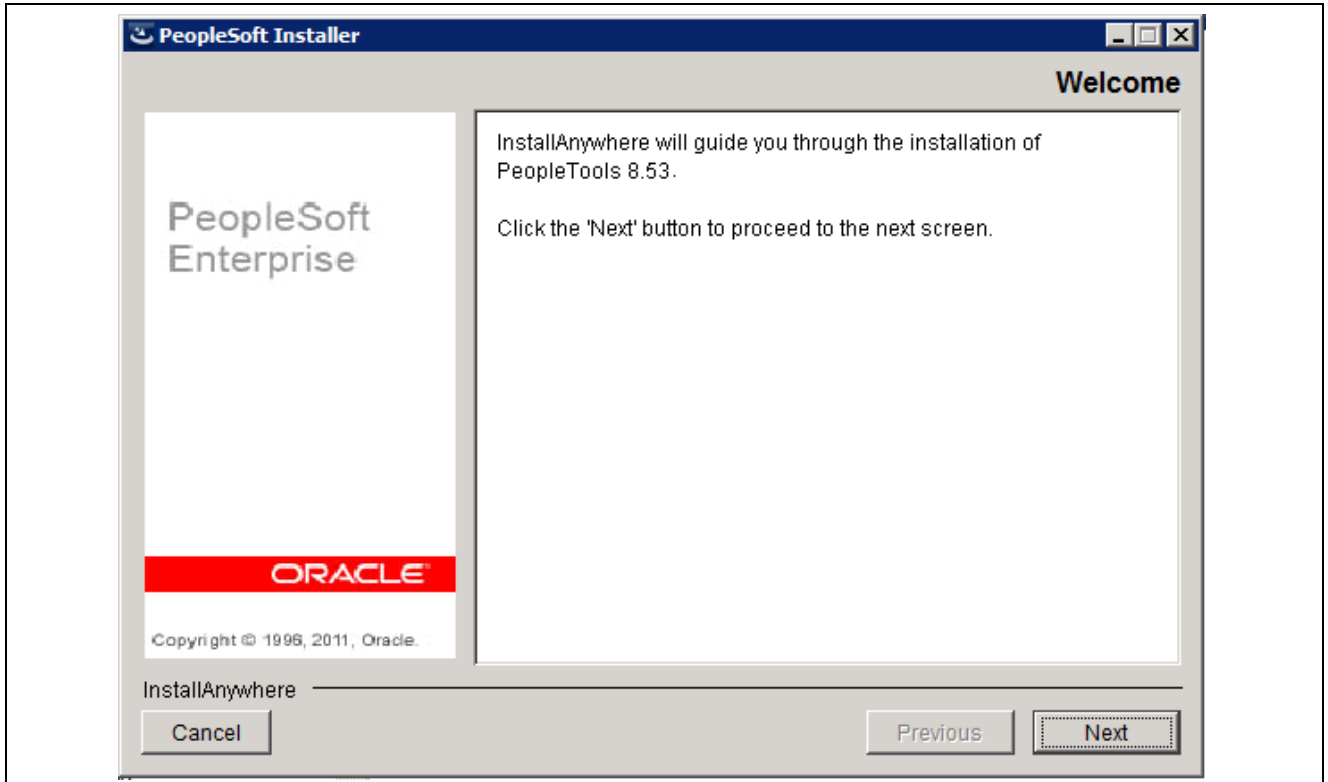 PeopleSoft Installer
Welcome
InstallAnywhere will guide you through the installation of
PeopleTools 8.53.
Click the 'Next' button to proceed to the next screen.
PeopleSoft
Enterprise
ORACLE
Copyright © 1996, 2011, Oracle.
InstallAnywhere
Cancel
Previous
Next